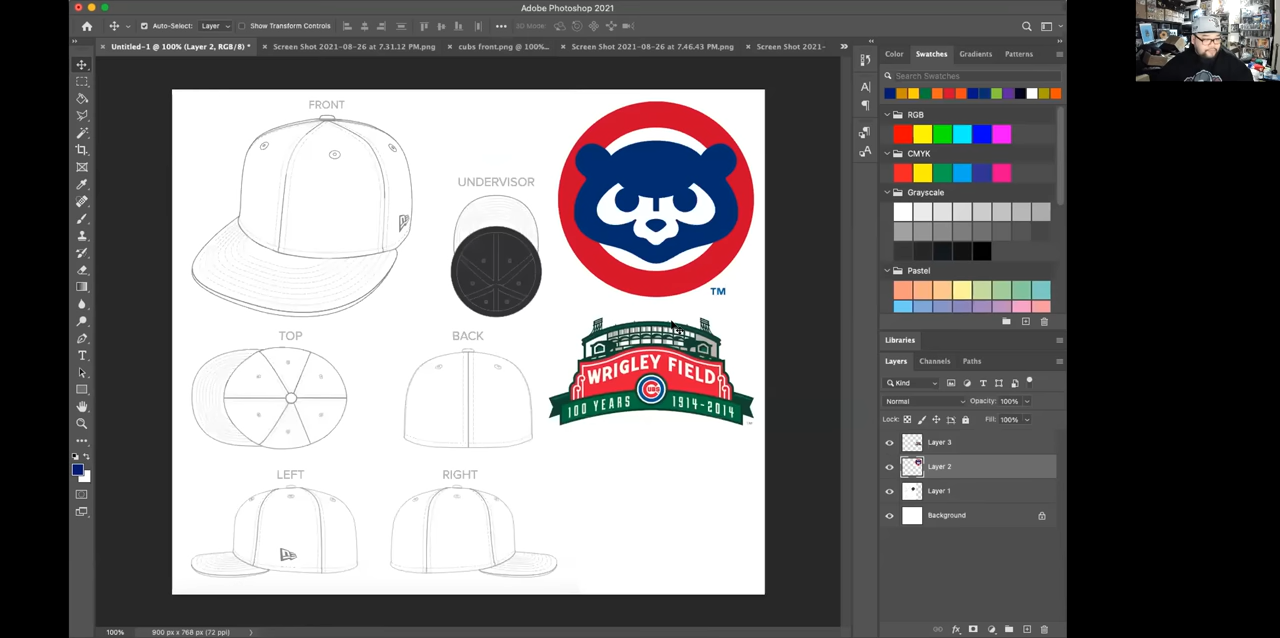 Adobe Photoshop 2021
Auto-Select: Layer Show Transform Controls 3D Mode:
Untitled-1 @ 100% (Layer 2, RGB/8) * Screen Shot 2021-08-26 at 7.31.12 PM.png cubs front.png @ 100%... Screen Shot 2021-08-26 at 7.46.43 PM.png Screen Shot 2021-
Color Swatches Gradients Patterns
Search Swatches
RGB
CMYK
Grayscale
Pastel
Libraries
Layers Channels Paths
Kind
Normal Opacity: 100%
Lock: Fill: 100%
Layer 3
Layer 2
Layer 1
Background
FRONT
UNDERVISOR
TM
TOP
BACK
WRIGLEY FIELD
CUBS
100 YEARS 1914-2014
LEFT
RIGHT
100% 900 px x 768 px (72 ppi)